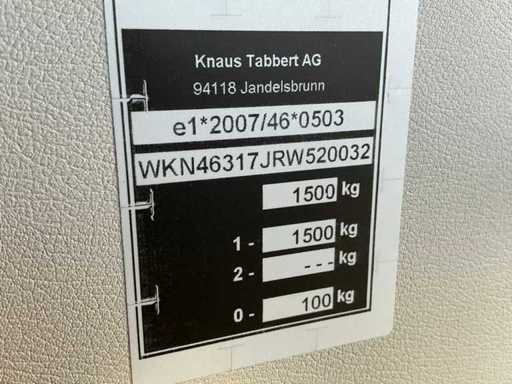 Knaus Tabbert AG
94118 Jandelsbrunn
e1*2007/46*0503
WKN46317JRW520032
1500 kg
1- 1500 kg
2- --- kg
0- 100 kg